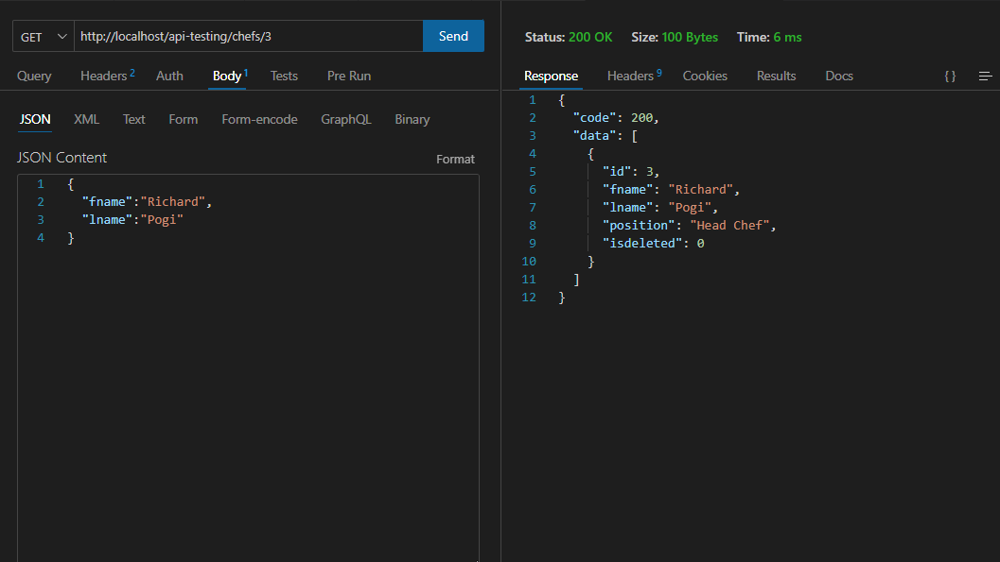 GET http://localhost/api-testing/chefs/3 Send
Query Headers 2 Auth Body 1 Tests Pre Run
JSON XML Text Form Form-encode GraphQL Binary
JSON Content Format
1 {
2 "fname":"Richard",
3 "lname":"Pogi"
4 }
Status: 200 OK Size: 100 Bytes Time: 6 ms
Response Headers 9 Cookies Results Docs {}
1 {
2 "code": 200,
3 "data": [
4 {
5 "id": 3,
6 "fname": "Richard",
7 "lname": "Pogi",
8 "position": "Head Chef",
9 "isdeleted": 0
10 }
11 ]
12 }